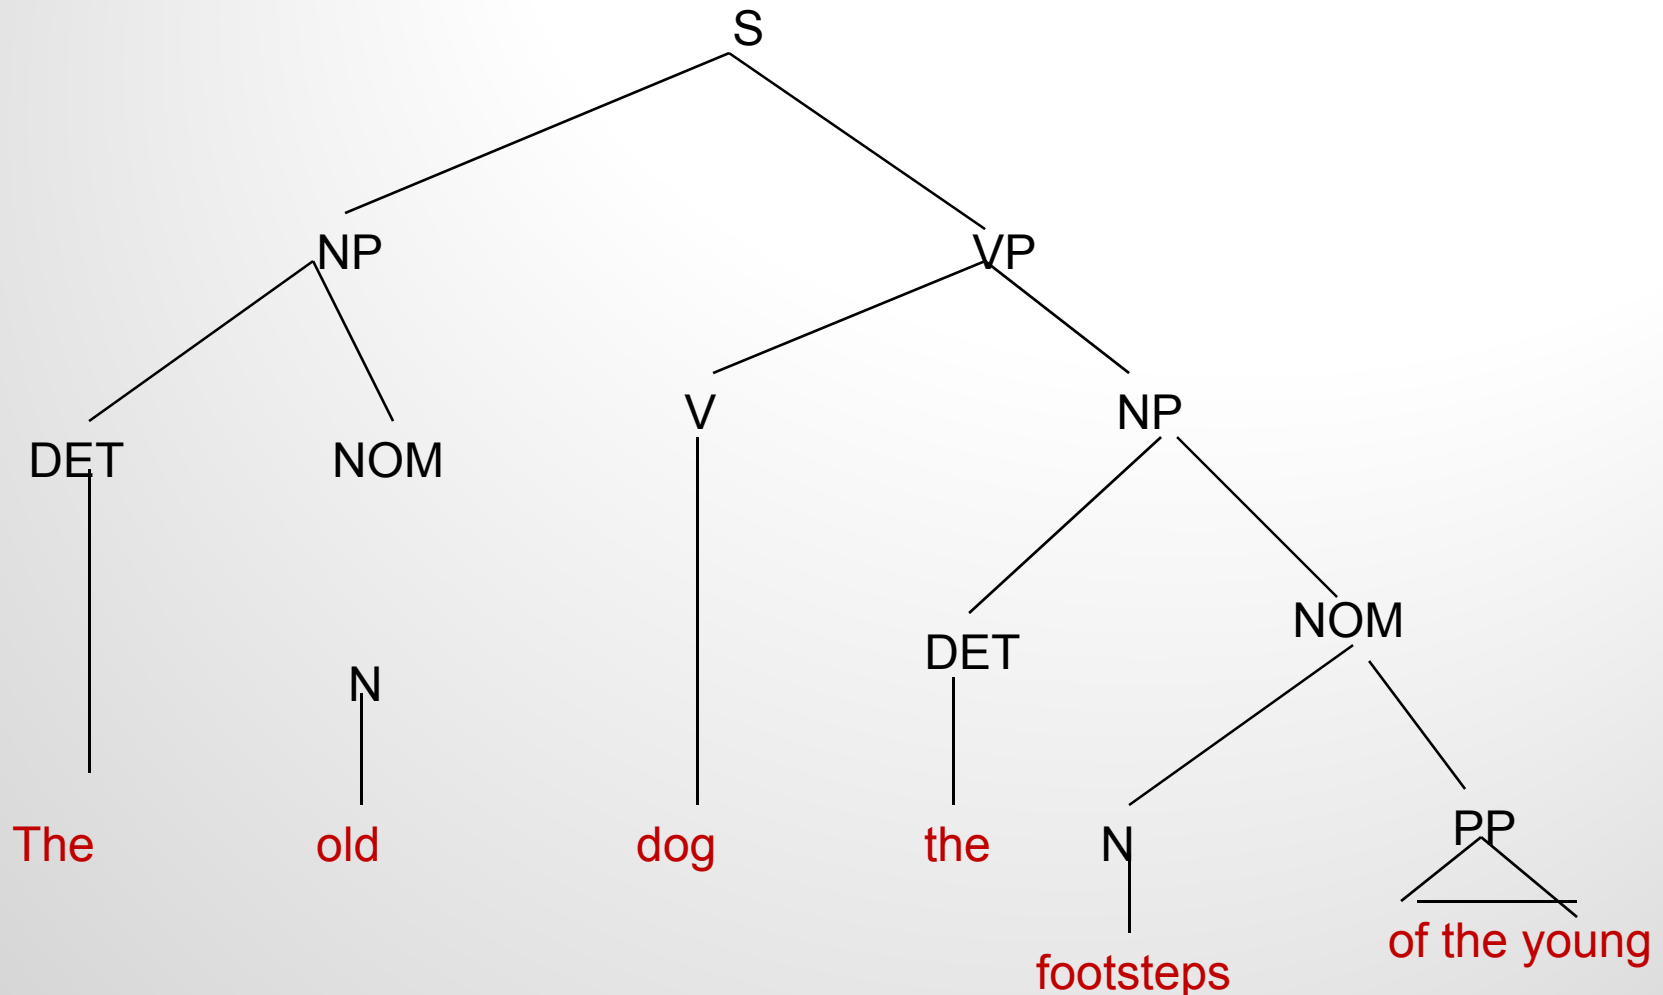 S
NP VP
V NP
DET NOM
NOM
DET
N
The old dog the N PP
of the young
footsteps